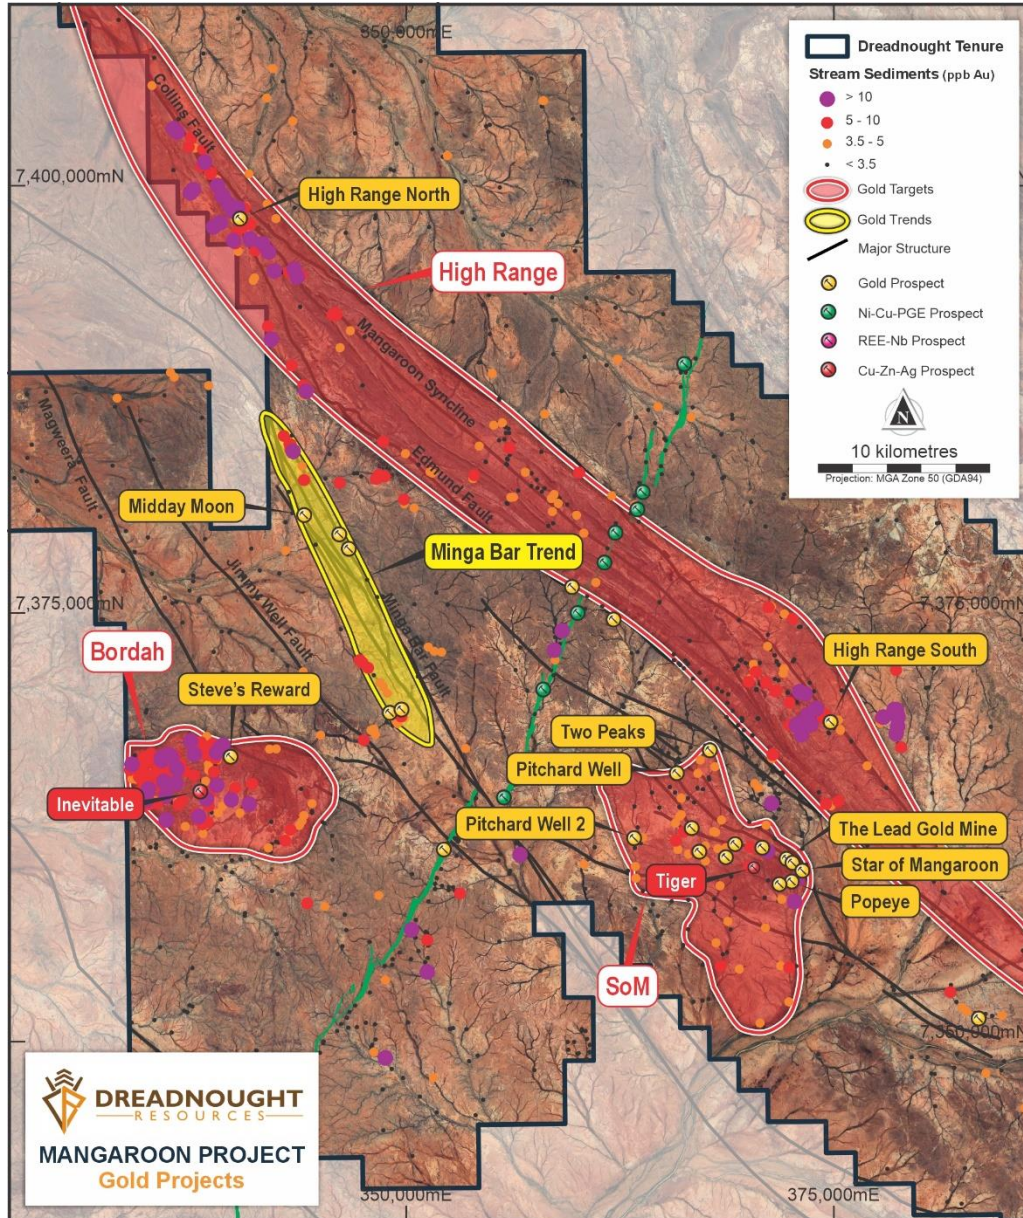 850,000mE
Collins Fault
7,400,000mN
High Range North
High Range
Mangaroon Syncline
Magweera Fault
Edmund Fault
Midday Moon
Minga Bar Trend
Jimmy Well Fault
7,375,000mN
7,375,000mN
Minga Bar Fault
Bordah
High Range South
Steve's Reward
Two Peaks
Pitchard Well
Inevitable
Pitchard Well 2
The Lead Gold Mine
Star of Mangaroon
Tiger
Popeye
SoM
7,350,000mN
350,000mE
375,000mE
Dreadnought Tenure
Stream Sediments (ppb Au)
> 10
5 - 10
3.5 - 5
< 3.5
Gold Targets
Gold Trends
Major Structure
Gold Prospect
Ni-Cu-PGE Prospect
REE-Nb Prospect
Cu-Zn-Ag Prospect
N
10 kilometres
Projection: MGA Zone 50 (GDA94)
DREADNOUGHT
RESOURCES
MANGAROON PROJECT
Gold Projects